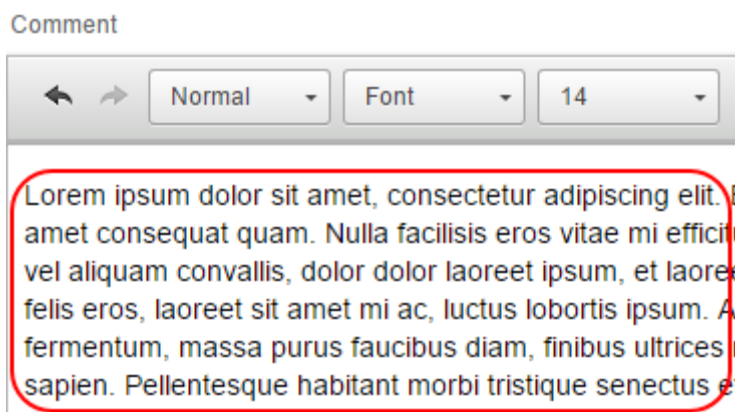 Comment
Normal Font 14
Lorem ipsum dolor sit amet, consectetur adipiscing elit.
amet consequat quam. Nulla facilisis eros vitae mi
vel aliquam convallis, dolor dolor laoreet ipsum, et
felis eros, laoreet sit amet mi ac, luctus lobortis ipsum.
fermentum, massa purus faucibus diam, finibus ultrices
sapien. Pellentesque habitant morbi tristique senectus